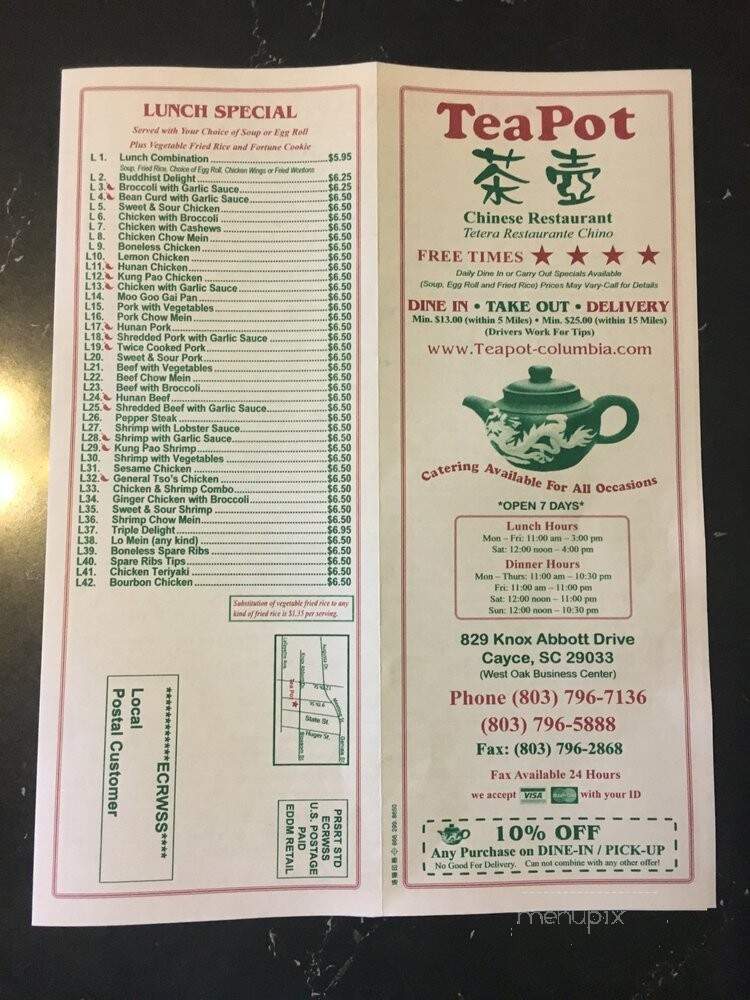 LUNCH SPECIAL
Served with Your Choice of Soup or Egg Roll
Plus Vegetable Fried Rice and Fortune Cookie
L 1. Lunch Combination $5.95
Soup, Fried Rice, Choice of Egg Roll, Chicken Wings or Fried Wontons
L 2. Buddhist Delight $6.25
L 3. Broccoli with Garlic Sauce $6.25
L 4. Bean Curd with Garlic Sauce $6.50
L 5. Sweet & Sour Chicken $6.50
L 6. Chicken with Broccoli $6.50
L 7. Chicken with Cashews $6.50
L 8. Chicken Chow Mein $6.50
L 9. Boneless Chicken $6.50
L10. Lemon Chicken $6.50
L11. Hunan Chicken $6.50
L12. Kung Pao Chicken $6.50
L13. Chicken with Garlic Sauce $6.50
L14. Moo Goo Gai Pan $6.50
L15. Pork with Vegetables $6.50
L16. Pork Chow Mein $6.50
L17. Hunan Pork $6.50
L18. Shredded Pork with Garlic Sauce $6.50
L19. Twice Cooked Pork $6.50
L20. Sweet & Sour Pork $6.50
L21. Beef with Vegetables $6.50
L22. Beef Chow Mein $6.50
L23. Beef with Broccoli $6.50
L24. Hunan Beef $6.50
L25. Shredded Beef with Garlic Sauce $6.50
L26. Pepper Steak $6.50
L27. Shrimp with Lobster Sauce $6.50
L28. Shrimp with Garlic Sauce $6.50
L29. Kung Pao Shrimp $6.50
L30. Shrimp with Vegetables $6.50
L31. Sesame Chicken $6.50
L32. General Tso's Chicken $6.50
L33. Chicken & Shrimp Combo $6.50
L34. Ginger Chicken with Broccoli $6.50
L35. Sweet & Sour Shrimp $6.50
L36. Shrimp Chow Mein $6.50
L37. Triple Delight $6.95
L38. Lo Mein (any kind) $6.50
L39. Boneless Spare Ribs $6.50
L40. Spare Ribs Tips $6.50
L41. Chicken Teriyaki $6.50
L42. Bourbon Chicken $6.50
Substitution of vegetable fried rice to any
kind of fried rice is $1.35 per serving.
Lafayette Ave.
Knox Abbott
Augusta Dr.
Tea Pot
State St.
Huger St.
Blossom St.
Gervais St.
************ECRWSS****
Local
Postal Customer
PRSRT STD
ECRWSS
U.S. POSTAGE
PAID
EDDM RETAIL
TeaPot
茶壺
Chinese Restaurant
Tetera Restaurante Chino
FREE TIMES ★ ★ ★ ★
Daily Dine In or Carry Out Specials Available
(Soup, Egg Roll and Fried Rice) Prices May Vary-Call for Details
DINE IN • TAKE OUT • DELIVERY
Min. $13.00 (within 5 Miles) • Min. $25.00 (within 15 Miles)
(Drivers Work For Tips)
www.Teapot-columbia.com
Catering Available For All Occasions
*OPEN 7 DAYS*
Lunch Hours
Mon – Fri: 11:00 am – 3:00 pm
Sat: 12:00 noon – 4:00 pm
Dinner Hours
Mon – Thurs: 11:00 am – 10:30 pm
Fri: 11:00 am – 11:00 pm
Sat: 12:00 noon – 11:00 pm
Sun: 12:00 noon – 10:30 pm
829 Knox Abbott Drive
Cayce, SC 29033
(West Oak Business Center)
Phone (803) 796-7136
(803) 796-5888
Fax: (803) 796-2868
Fax Available 24 Hours
we accept VISA MasterCard with your ID
10% OFF
Any Purchase on DINE-IN / PICK-UP
No Good For Delivery. Can not combine with any other offer!
menupix